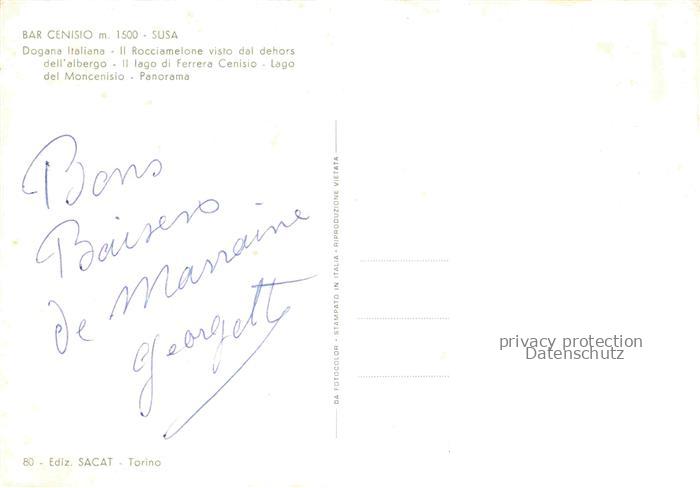 BAR CENISIO m. 1500 - SUSA
Dogana Italiana - Il Rocciamelone visto dal dehors
dell'albergo - Il lago di Ferrera Cenisio - Lago
del Moncenisio - Panorama
Bons
Baisers
de Marraine
Georgette
80 - Ediz. SACAT - Torino
DA FOTOCOLOR - STAMPATO IN ITALIA - RIPRODUZIONE VIETATA
privacy protection
Datenschutz